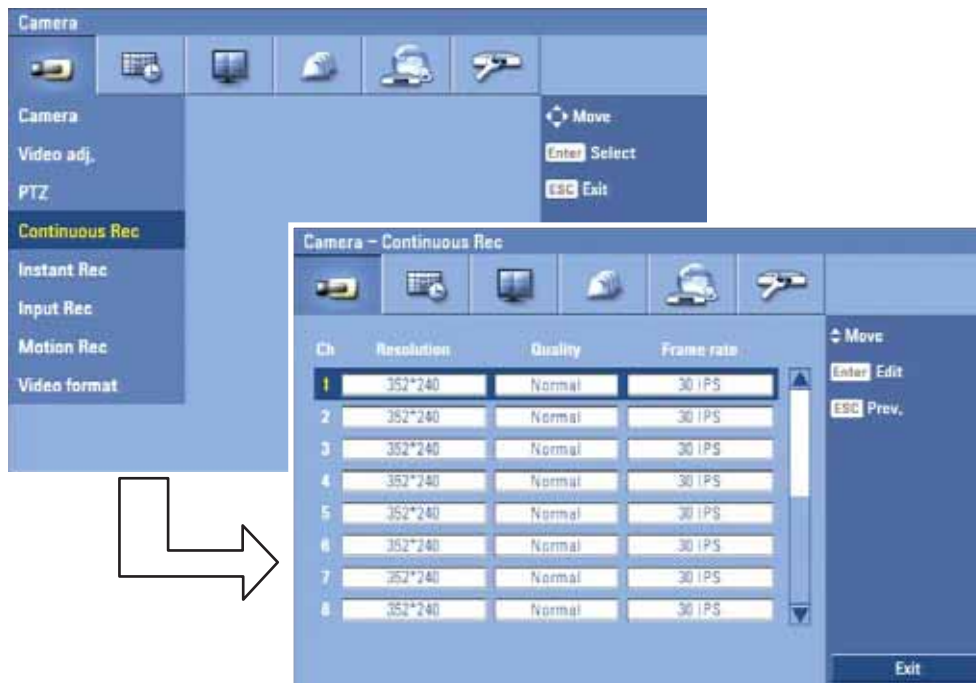 Camera
Camera
Video adj.
PTZ
Continuous Rec
Instant Rec
Input Rec
Motion Rec
Video format
Move
Enter Select
ESC Exit
Camera – Continuous Rec
Ch Resolution Quality Frame rate
1 352*240 Normal 30 IPS
2 352*240 Normal 30 IPS
3 352*240 Normal 30 IPS
4 352*240 Normal 30 IPS
5 352*240 Normal 30 IPS
6 352*240 Normal 30 IPS
7 352*240 Normal 30 IPS
8 352*240 Normal 30 IPS
Move
Enter Edit
ESC Prev.
Exit